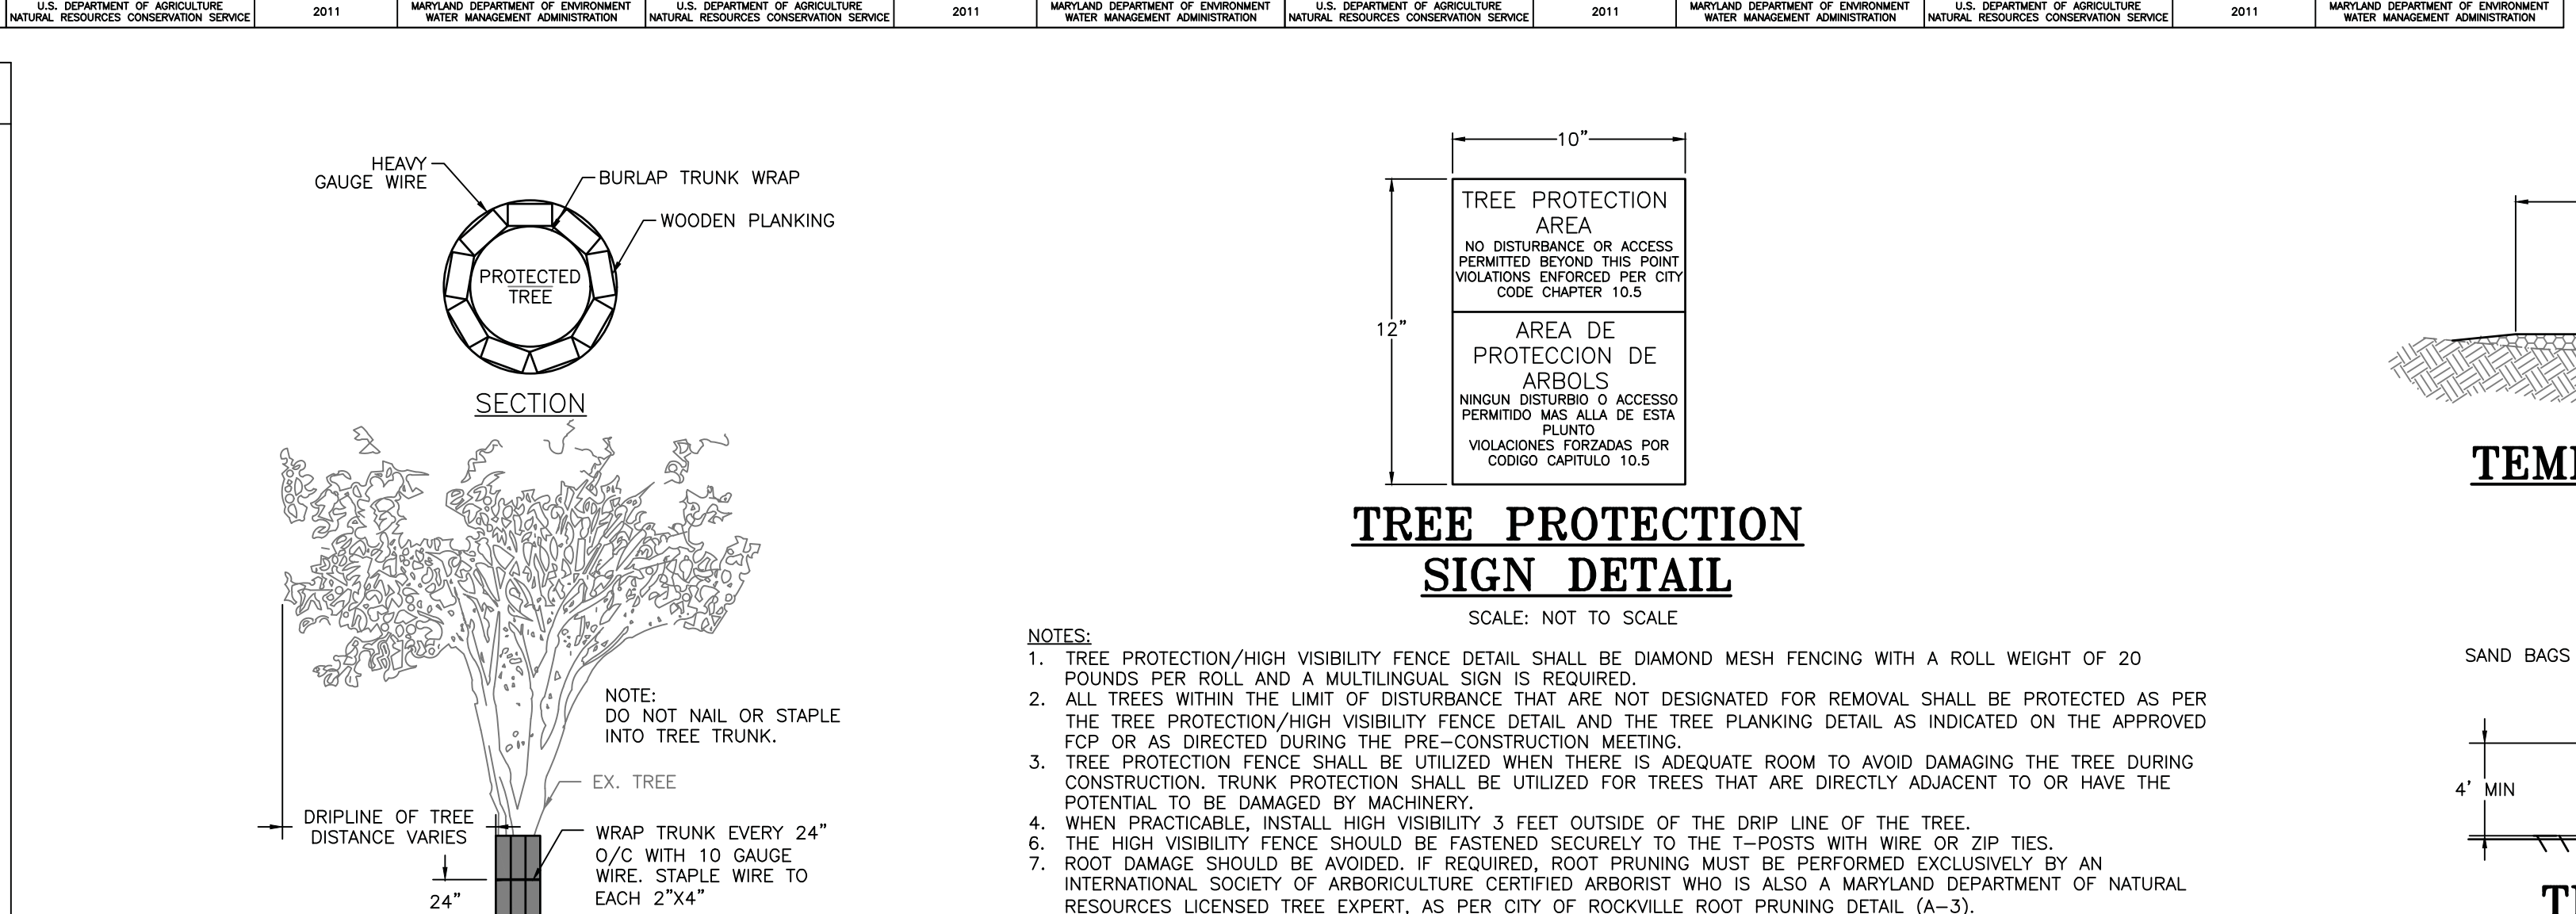 U.S. DEPARTMENT OF AGRICULTURE
NATURAL RESOURCES CONSERVATION SERVICE
2011
MARYLAND DEPARTMENT OF ENVIRONMENT
WATER MANAGEMENT ADMINISTRATION
U.S. DEPARTMENT OF AGRICULTURE
NATURAL RESOURCES CONSERVATION SERVICE
2011
MARYLAND DEPARTMENT OF ENVIRONMENT
WATER MANAGEMENT ADMINISTRATION
U.S. DEPARTMENT OF AGRICULTURE
NATURAL RESOURCES CONSERVATION SERVICE
2011
MARYLAND DEPARTMENT OF ENVIRONMENT
WATER MANAGEMENT ADMINISTRATION
U.S. DEPARTMENT OF AGRICULTURE
NATURAL RESOURCES CONSERVATION SERVICE
2011
MARYLAND DEPARTMENT OF ENVIRONMENT
WATER MANAGEMENT ADMINISTRATION
HEAVY
GAUGE WIRE
BURLAP TRUNK WRAP
WOODEN PLANKING
PROTECTED
TREE
SECTION
NOTE:
DO NOT NAIL OR STAPLE
INTO TREE TRUNK.
EX. TREE
DRIPLINE OF TREE
DISTANCE VARIES
WRAP TRUNK EVERY 24"
O/C WITH 10 GAUGE
WIRE. STAPLE WIRE TO
EACH 2"X4"
24"
10"
12"
TREE PROTECTION
AREA
NO DISTURBANCE OR ACCESS
PERMITTED BEYOND THIS POINT
VIOLATIONS ENFORCED PER CITY
CODE CHAPTER 10.5
AREA DE
PROTECCION DE
ARBOLS
NINGUN DISTURBIO O ACCESSO
PERMITIDO MAS ALLA DE ESTA
PLUNTO
VIOLACIONES FORZADAS POR
CODIGO CAPITULO 10.5
TREE PROTECTION
SIGN DETAIL
SCALE: NOT TO SCALE
NOTES:
1. TREE PROTECTION/HIGH VISIBILITY FENCE DETAIL SHALL BE DIAMOND MESH FENCING WITH A ROLL WEIGHT OF 20
POUNDS PER ROLL AND A MULTILINGUAL SIGN IS REQUIRED.
2. ALL TREES WITHIN THE LIMIT OF DISTURBANCE THAT ARE NOT DESIGNATED FOR REMOVAL SHALL BE PROTECTED AS PER
THE TREE PROTECTION/HIGH VISIBILITY FENCE DETAIL AND THE TREE PLANKING DETAIL AS INDICATED ON THE APPROVED
FCP OR AS DIRECTED DURING THE PRE-CONSTRUCTION MEETING.
3. TREE PROTECTION FENCE SHALL BE UTILIZED WHEN THERE IS ADEQUATE ROOM TO AVOID DAMAGING THE TREE DURING
CONSTRUCTION. TRUNK PROTECTION SHALL BE UTILIZED FOR TREES THAT ARE DIRECTLY ADJACENT TO OR HAVE THE
POTENTIAL TO BE DAMAGED BY MACHINERY.
4. WHEN PRACTICABLE, INSTALL HIGH VISIBILITY 3 FEET OUTSIDE OF THE DRIP LINE OF THE TREE.
6. THE HIGH VISIBILITY FENCE SHOULD BE FASTENED SECURELY TO THE T-POSTS WITH WIRE OR ZIP TIES.
7. ROOT DAMAGE SHOULD BE AVOIDED. IF REQUIRED, ROOT PRUNING MUST BE PERFORMED EXCLUSIVELY BY AN
INTERNATIONAL SOCIETY OF ARBORICULTURE CERTIFIED ARBORIST WHO IS ALSO A MARYLAND DEPARTMENT OF NATURAL
RESOURCES LICENSED TREE EXPERT, AS PER CITY OF ROCKVILLE ROOT PRUNING DETAIL (A-3).
SAND BAGS
4' MIN